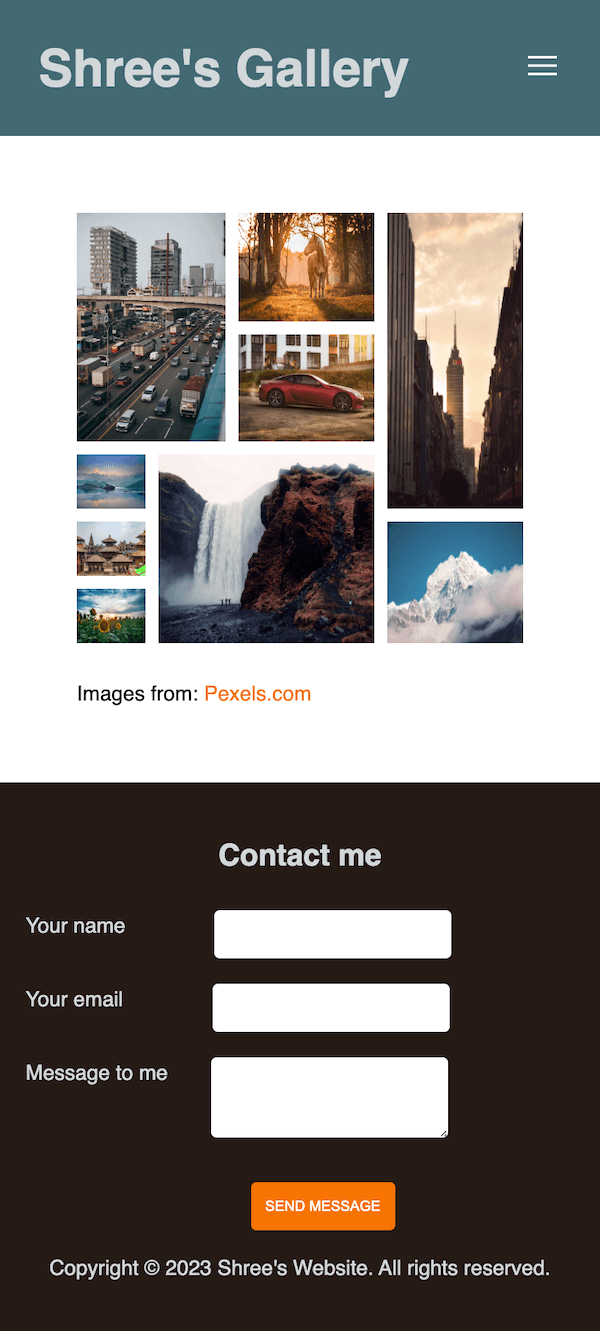 Shree's Gallery
Images from: Pexels.com
Contact me
Your name
Your email
Message to me
SEND MESSAGE
Copyright © 2023 Shree's Website. All rights reserved.